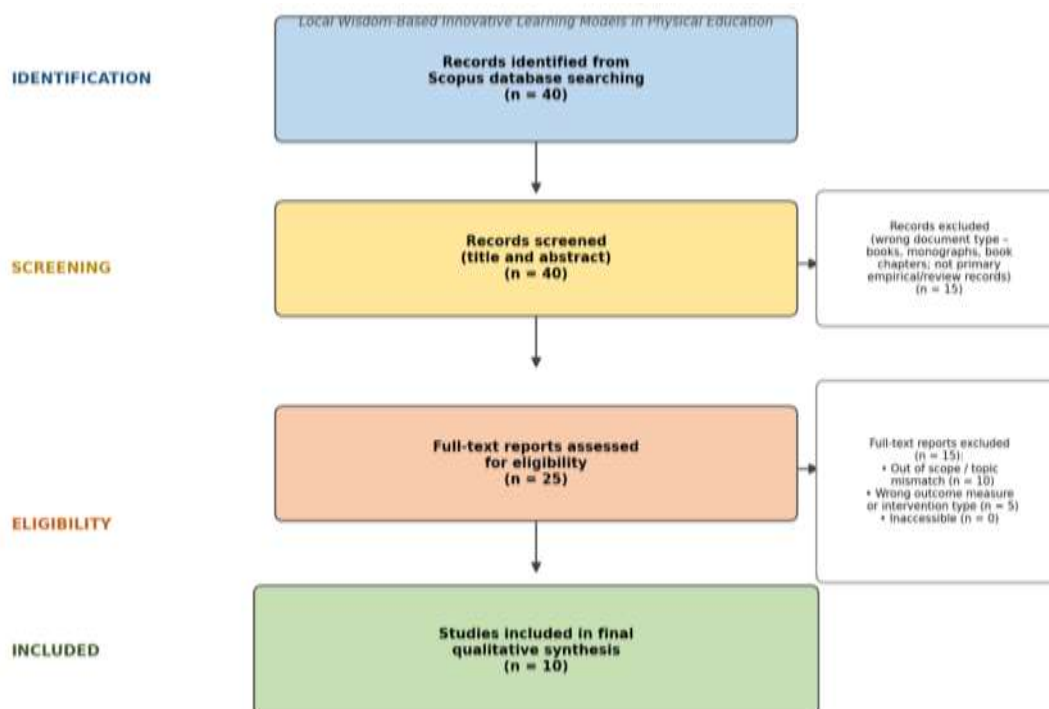 Local Wisdom-Based Innovative Learning Models in Physical Education
IDENTIFICATION
Records identified from
Scopus database searching
(n = 40)
SCREENING
Records screened
(title and abstract)
(n = 40)
Records excluded
(wrong document type –
books, monographs, book
chapters; not primary
empirical/review records)
(n = 15)
ELIGIBILITY
Full-text reports assessed
for eligibility
(n = 25)
Full-text reports excluded
(n = 15):
• Out of scope / topic
mismatch (n = 10)
• Wrong outcome measure
or intervention type (n = 5)
• Inaccessible (n = 0)
INCLUDED
Studies included in final
qualitative synthesis
(n = 10)